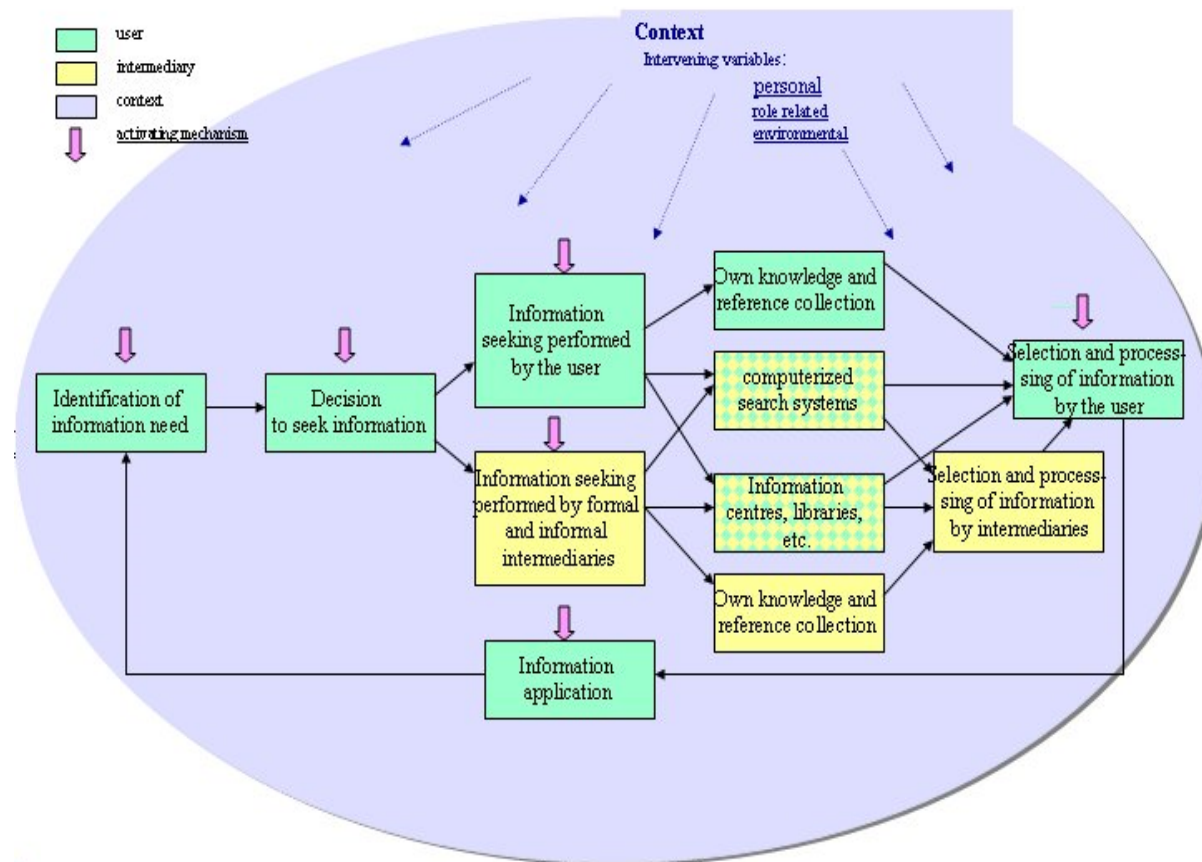 user
intermediary
context
activating mechanism
Context
Intervening variables:
personal
role related
environmental
Information
seeking performed
by the user
Own knowledge and
reference collection
Identification of
information need
Decision
to seek information
computerized
search systems
Selection and process-
sing of information
by the user
Information seeking
performed by formal
and informal
intermediaries
Information
centres, libraries,
etc.
Selection and process-
sing of information
by intermediaries
Own knowledge and
reference collection
Information
application